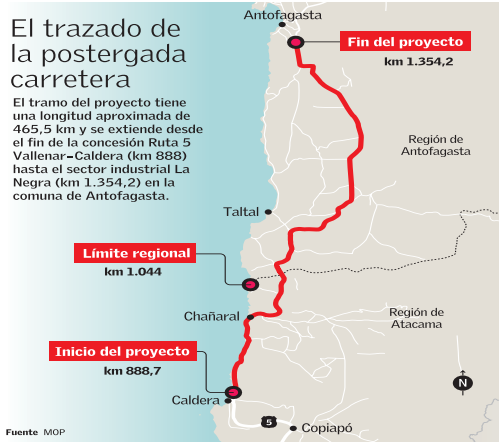 El trazado de
la postergada
carretera
El tramo del proyecto tiene
una longitud aproximada de
465,5 km y se extiende desde
el fin de la concesión Ruta 5
Vallenar-Caldera (km 888)
hasta el sector industrial La
Negra (km 1.354,2) en la
comuna de Antofagasta.
Antofagasta
Fin del proyecto
km 1.354,2
Región de
Antofagasta
Taltal
Límite regional
km 1.044
Chañaral
Región de
Atacama
Inicio del proyecto
km 888,7
Caldera
5
Copiapó
N
Fuente MOP